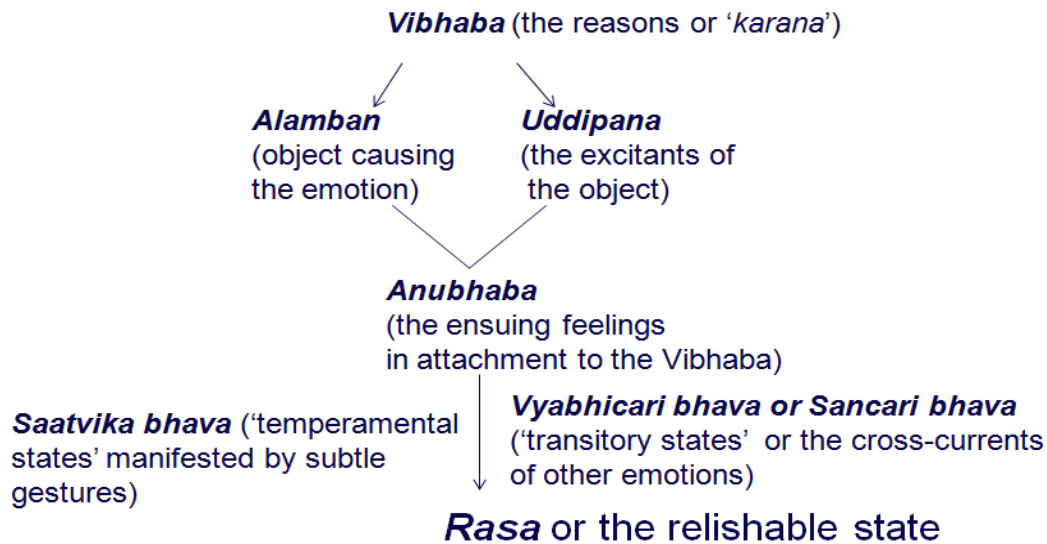 Vibhaba (the reasons or ‘karana’)
Alamban
(object causing
the emotion)
Uddipana
(the excitants of
the object)
Anubhaba
(the ensuing feelings
in attachment to the Vibhaba)
Saatvika bhava (‘temperamental
states’ manifested by subtle
gestures)
Vyabhicari bhava or Sancari bhava
(‘transitory states’ or the cross-currents
of other emotions)
Rasa or the relishable state